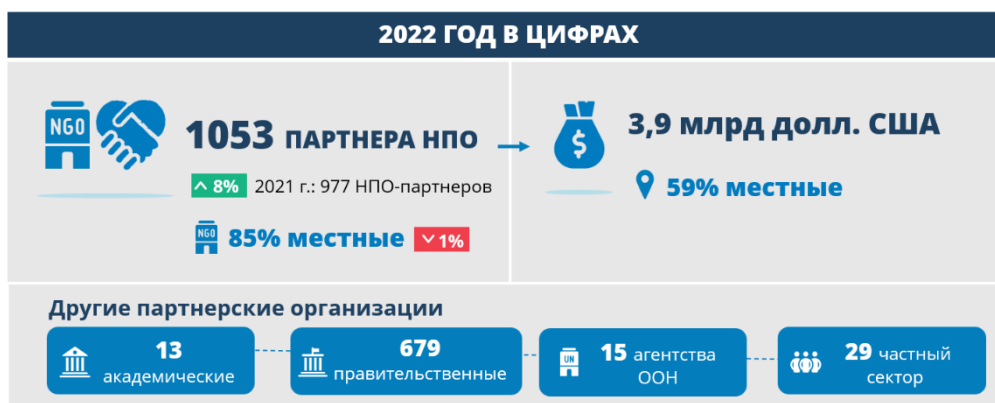 2022 ГОД В ЦИФРАХ
NGO
1053 ПАРТНЕРА НПО
8% 2021 г.: 977 НПО-партнеров
NGO 85% местные 1%
$
3,9 млрд долл. США
59% местные
Другие партнерские организации
13
академические
679
правительственные
UN
15 агентства
ООН
29 частный
сектор